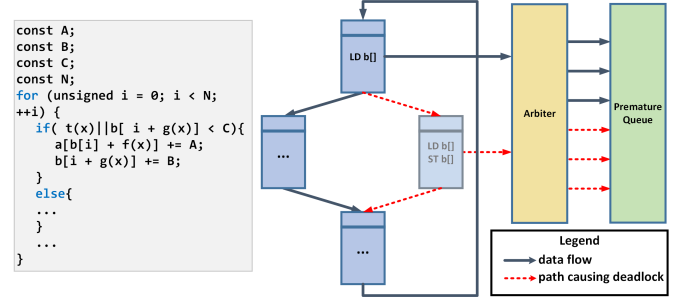 const A;
const B;
const C;
const N;
for (unsigned i = 0; i < N;
++i) {
if( t(x)||b[ i + g(x)] < C){
a[b[i] + f(x)] += A;
b[i + g(x)] += B;
}
else{
...
}
...
}
LD b[]
...
LD b[]
ST b[]
...
Arbiter
Premature
Queue
Legend
data flow
path causing deadlock